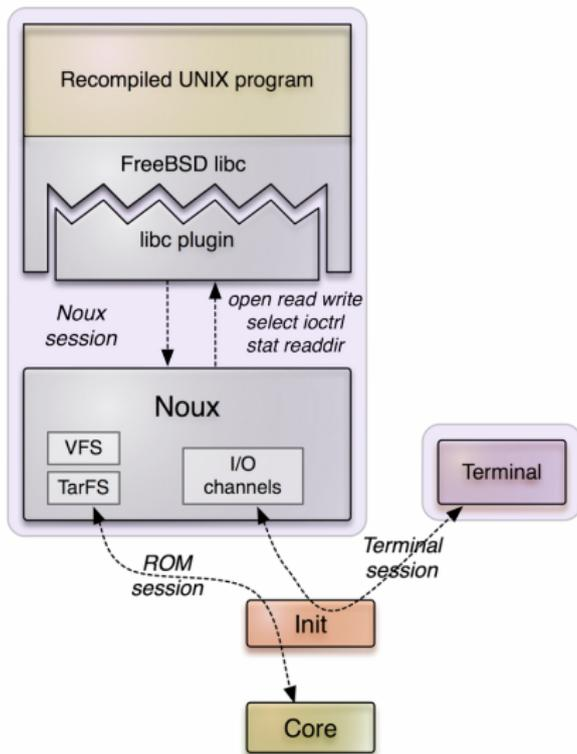 Recompiled UNIX program
FreeBSD libc
libc plugin
Noux
session
open read write
select ioctrl
stat readdir
Noux
VFS
TarFS
I/O
channels
Terminal
ROM
session
Terminal
session
Init
Core